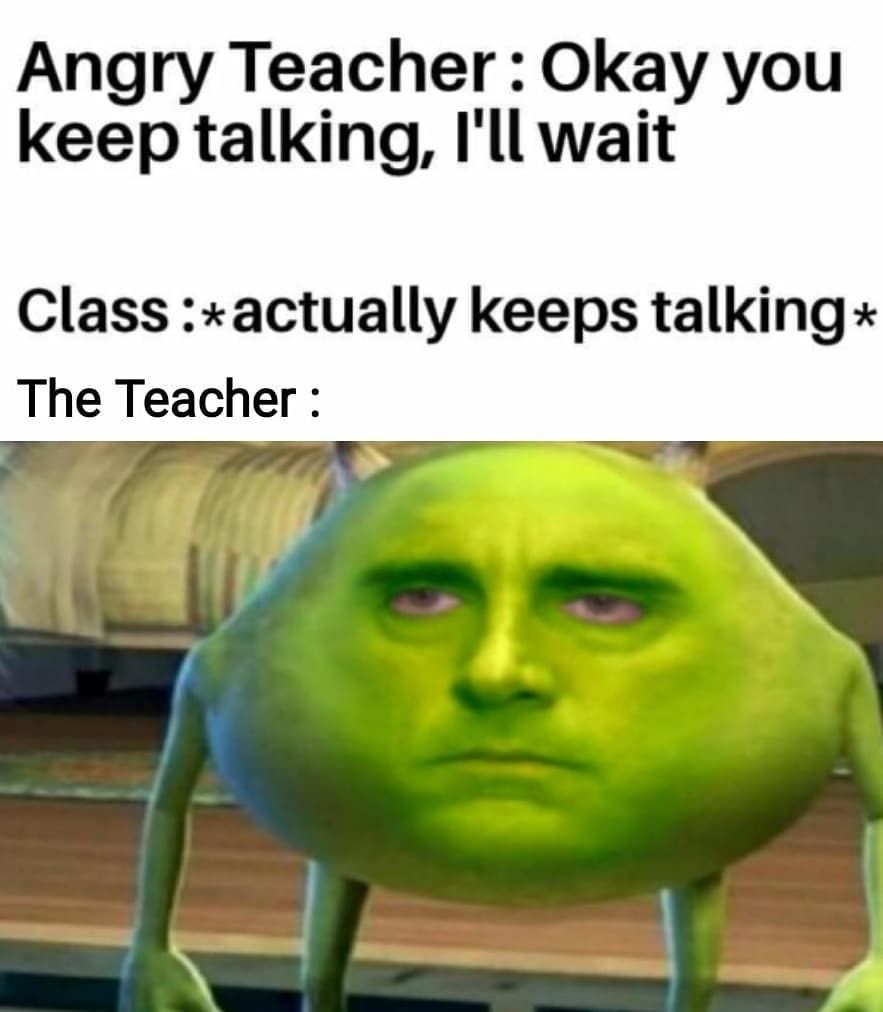 Angry Teacher : Okay you
keep talking, I'll wait
Class :*actually keeps talking*
The Teacher :